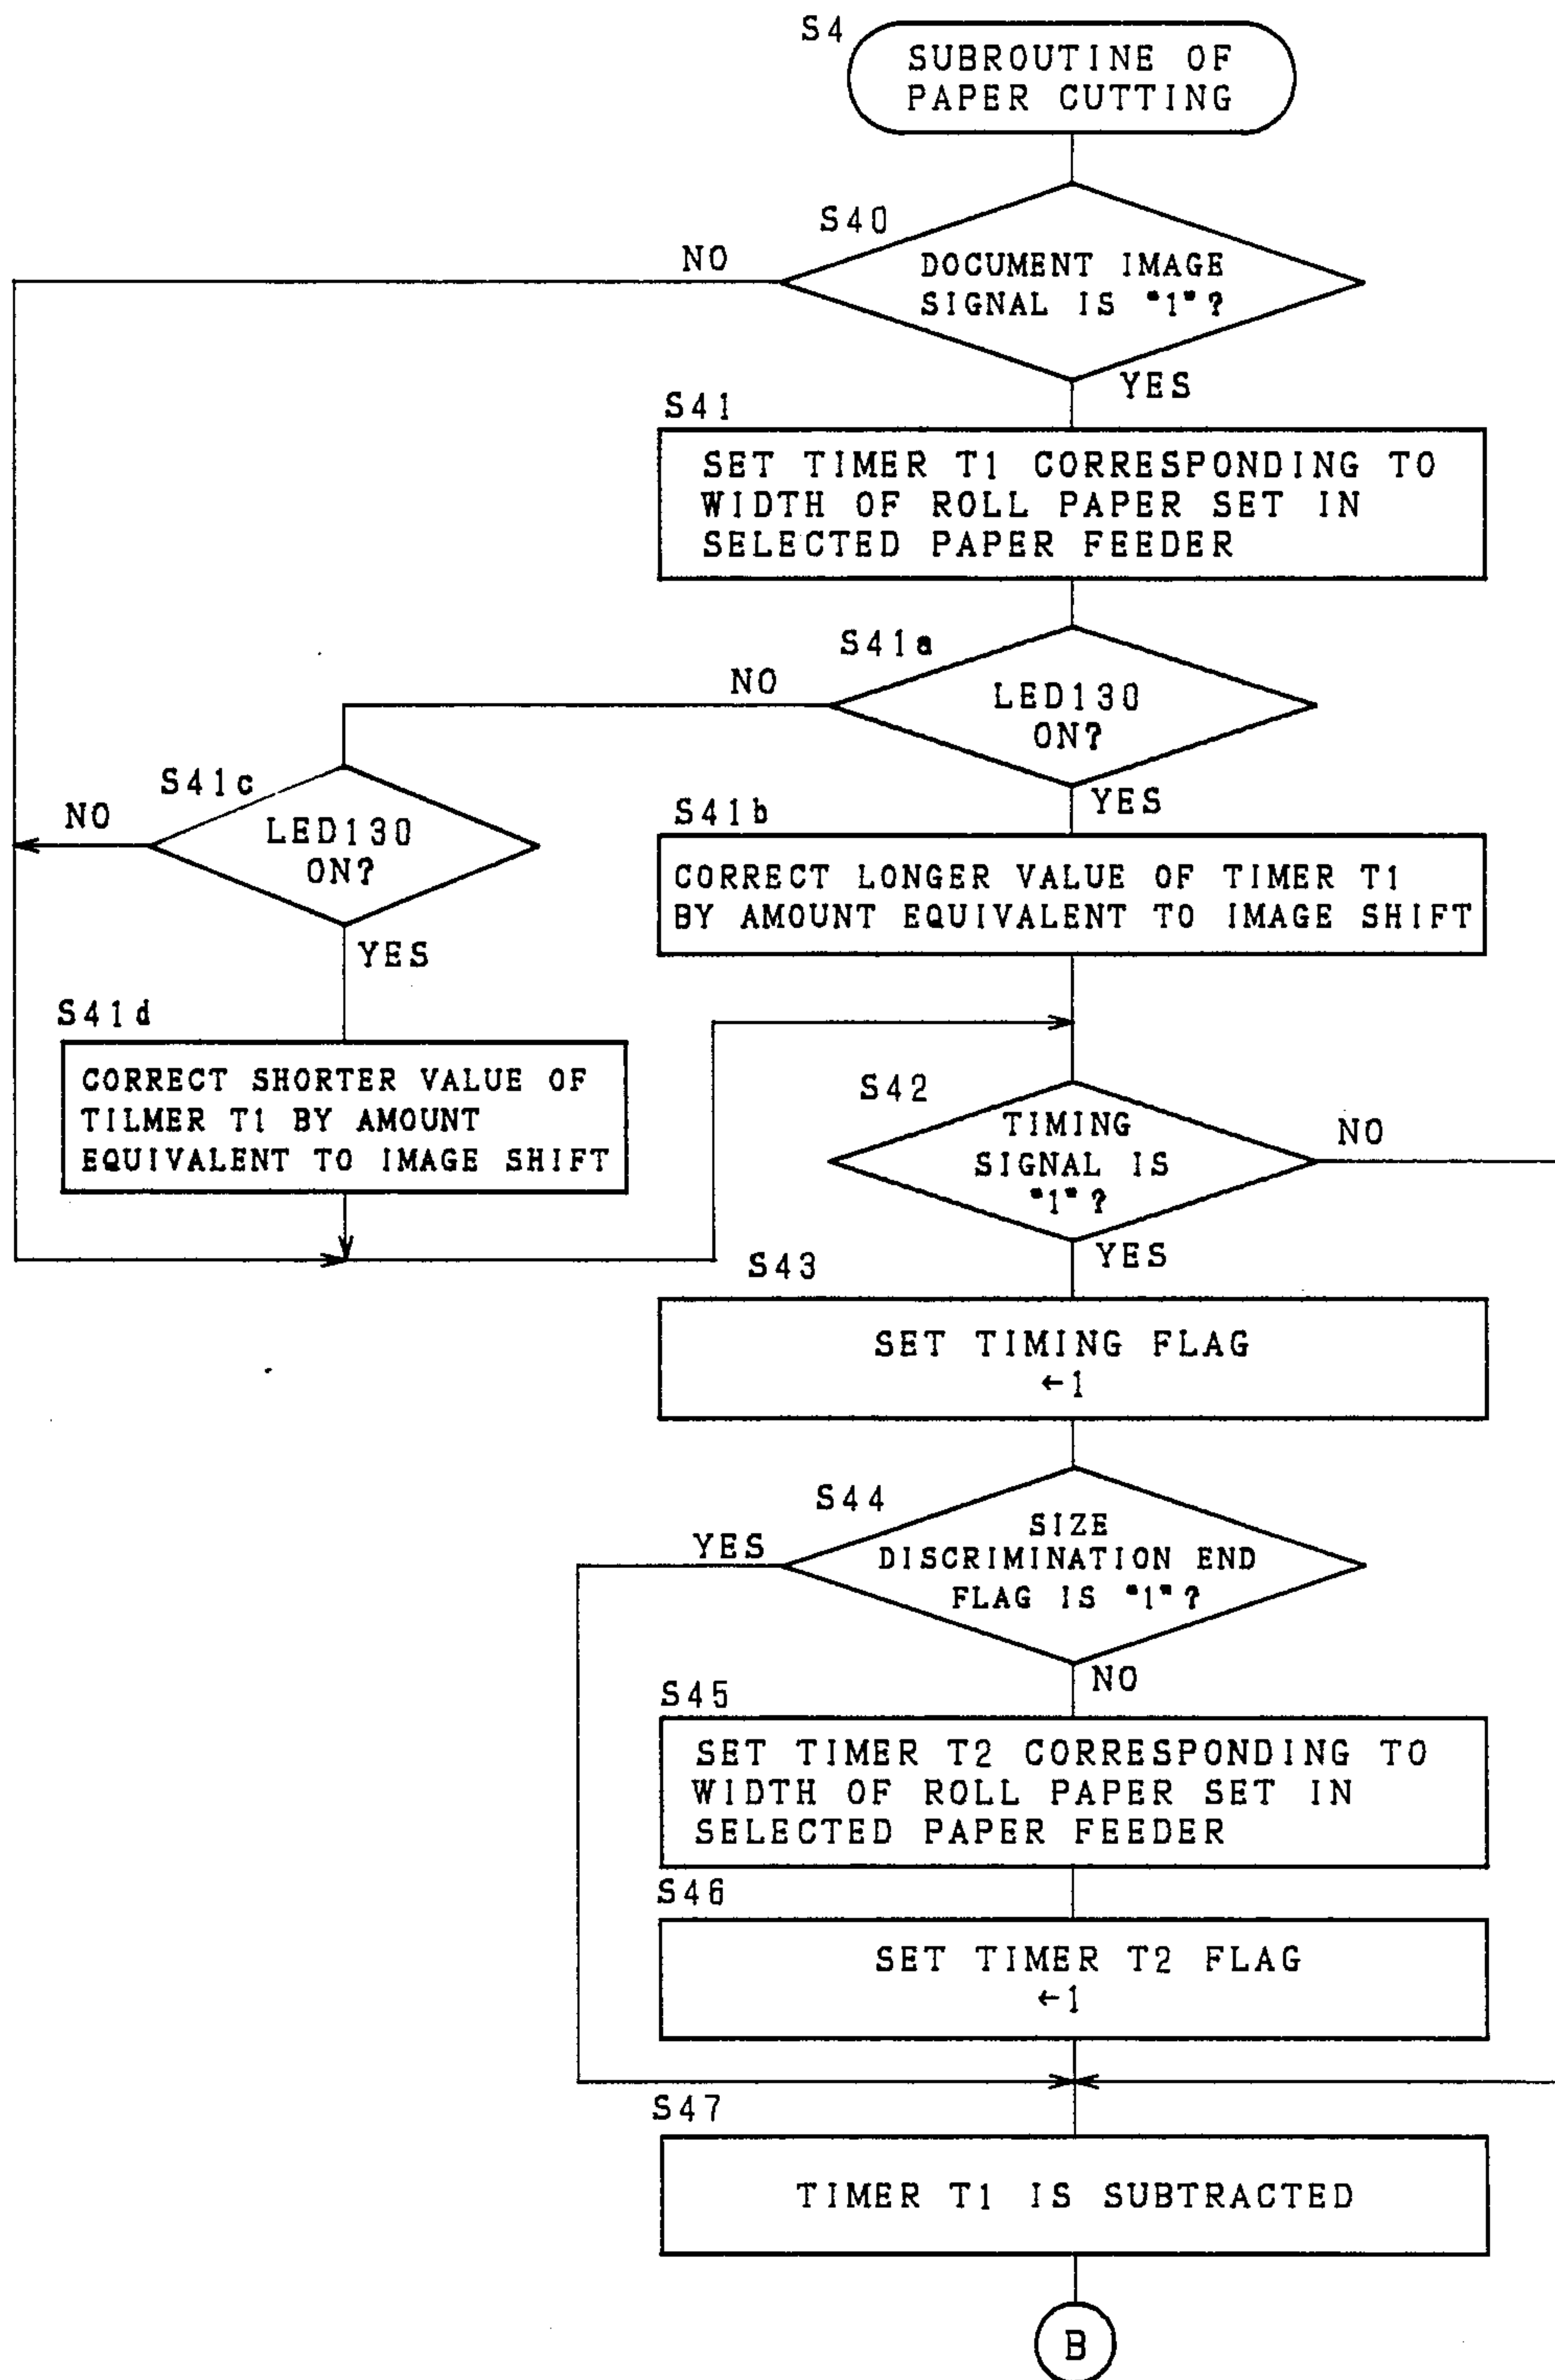 S4
SUBROUTINE OF
PAPER CUTTING
S40
NO
DOCUMENT IMAGE
SIGNAL IS "1"?
YES
S41
SET TIMER T1 CORRESPONDING TO
WIDTH OF ROLL PAPER SET IN
SELECTED PAPER FEEDER
S41a
NO
LED130
ON?
YES
S41c
NO
LED130
ON?
YES
S41b
CORRECT LONGER VALUE OF TIMER T1
BY AMOUNT EQUIVALENT TO IMAGE SHIFT
S41d
CORRECT SHORTER VALUE OF
TILMER T1 BY AMOUNT
EQUIVALENT TO IMAGE SHIFT
S42
TIMING
SIGNAL IS
"1"?
NO
YES
S43
SET TIMING FLAG
←1
S44
YES
SIZE
DISCRIMINATION END
FLAG IS "1"?
NO
S45
SET TIMER T2 CORRESPONDING TO
WIDTH OF ROLL PAPER SET IN
SELECTED PAPER FEEDER
S46
SET TIMER T2 FLAG
←1
S47
TIMER T1 IS SUBTRACTED
B